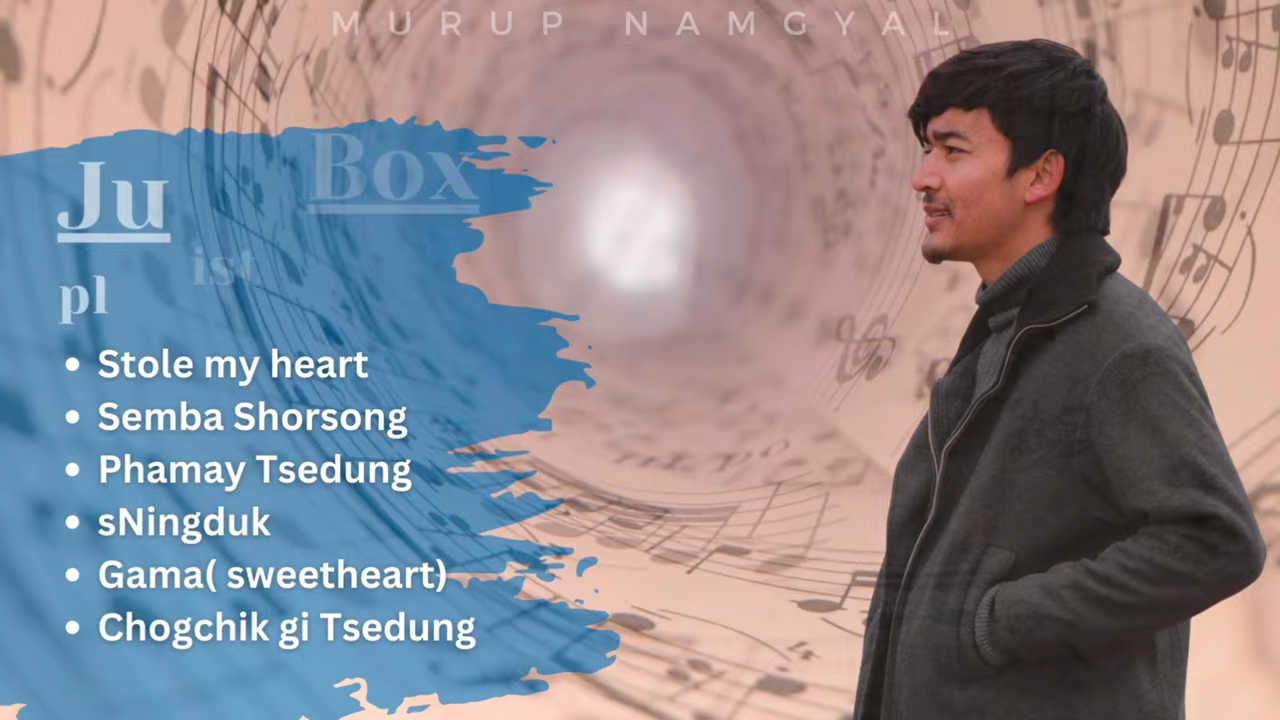 MURUP NAMGYAL
Ju Box
pl ist
• Stole my heart
• Semba Shorsong
• Phamay Tsedung
• sNingduk
• Gama( sweetheart)
• Chogchik gi Tsedung